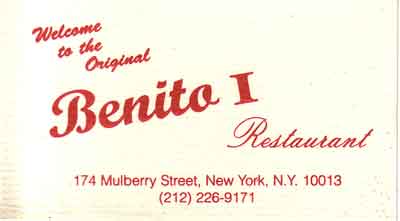 Welcome
to the
Original
Benito I
Restaurant
174 Mulberry Street, New York, N.Y. 10013
(212) 226-9171